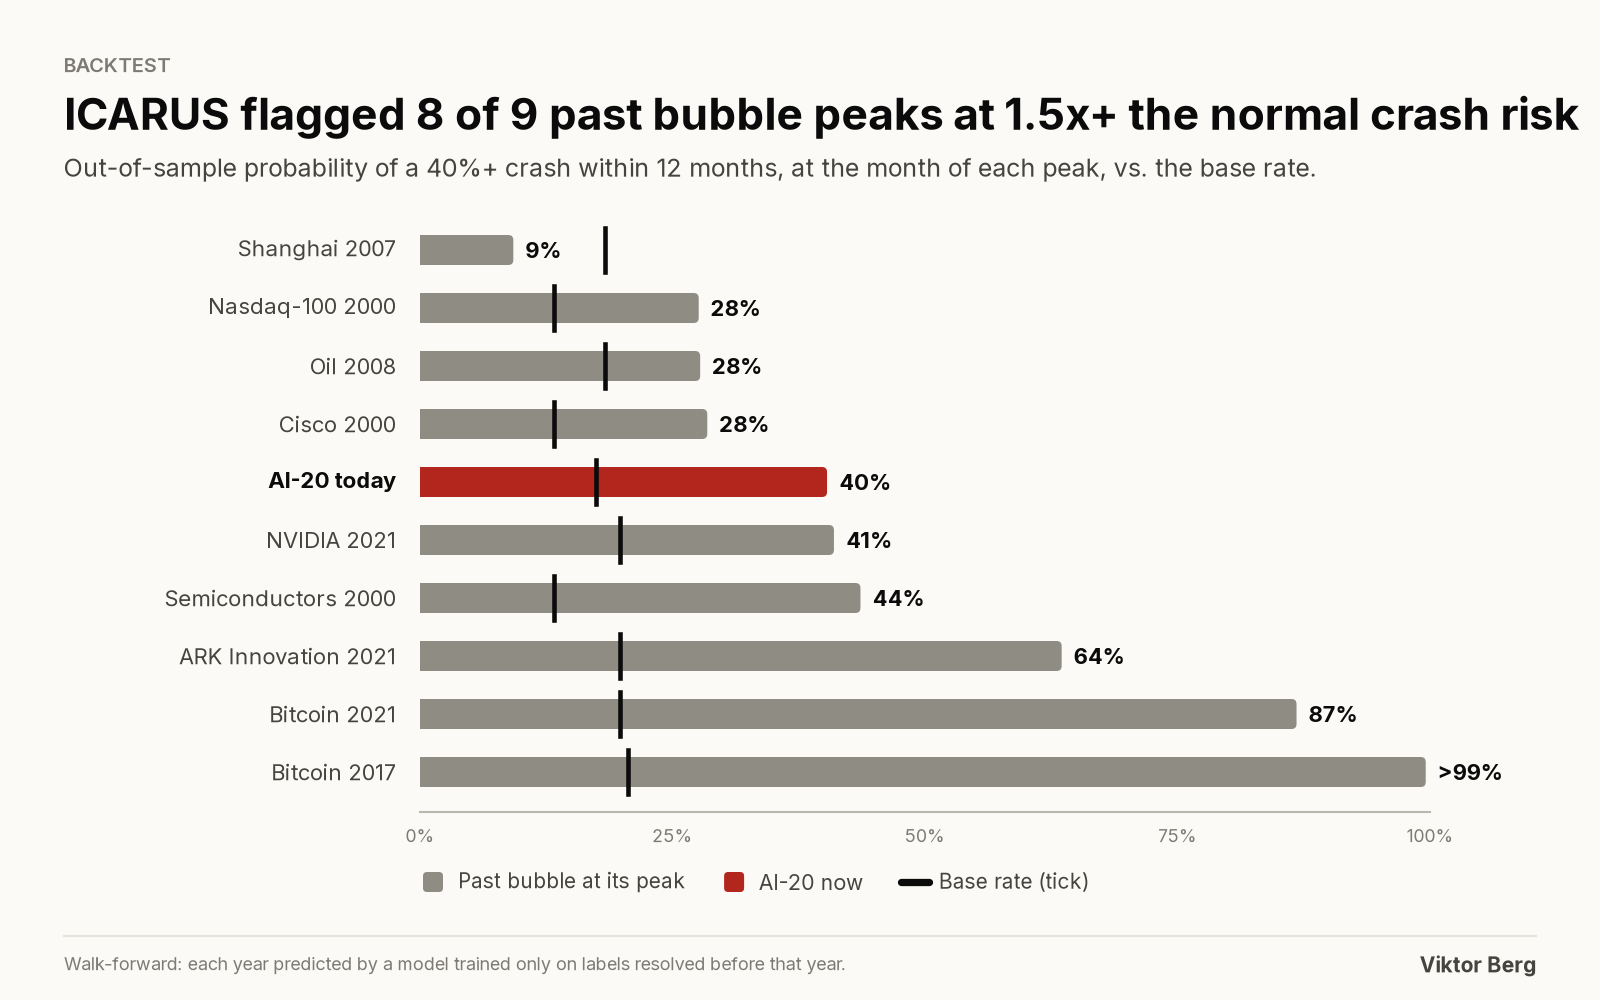 BACKTEST
ICARUS flagged 8 of 9 past bubble peaks at 1.5x+ the normal crash risk
Out-of-sample probability of a 40%+ crash within 12 months, at the month of each peak, vs. the base rate.
Shanghai 2007 9%
Nasdaq-100 2000 28%
Oil 2008 28%
Cisco 2000 28%
AI-20 today 40%
NVIDIA 2021 41%
Semiconductors 2000 44%
ARK Innovation 2021 64%
Bitcoin 2021 87%
Bitcoin 2017 >99%
0% 25% 50% 75% 100%
Past bubble at its peak AI-20 now Base rate (tick)
Walk-forward: each year predicted by a model trained only on labels resolved before that year. Viktor Berg